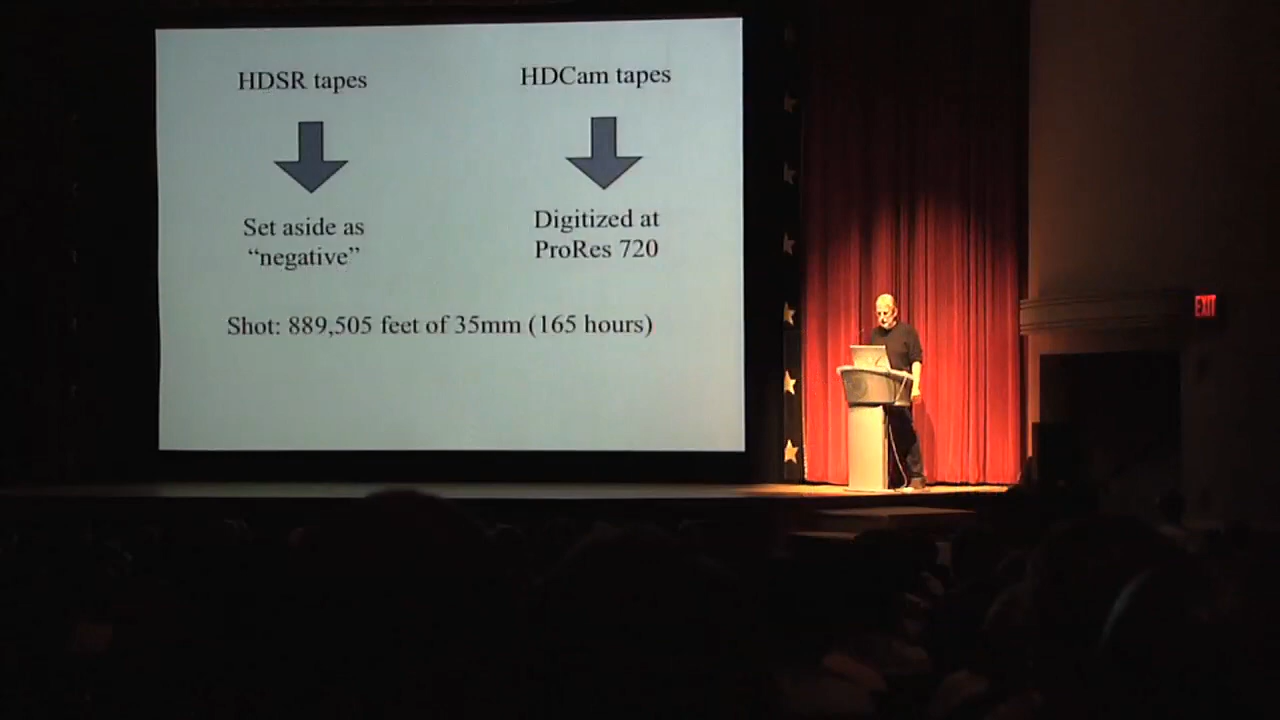 HDSR tapes
HDCam tapes
Set aside as
“negative”
Digitized at
ProRes 720
Shot: 889,505 feet of 35mm (165 hours)
EXIT